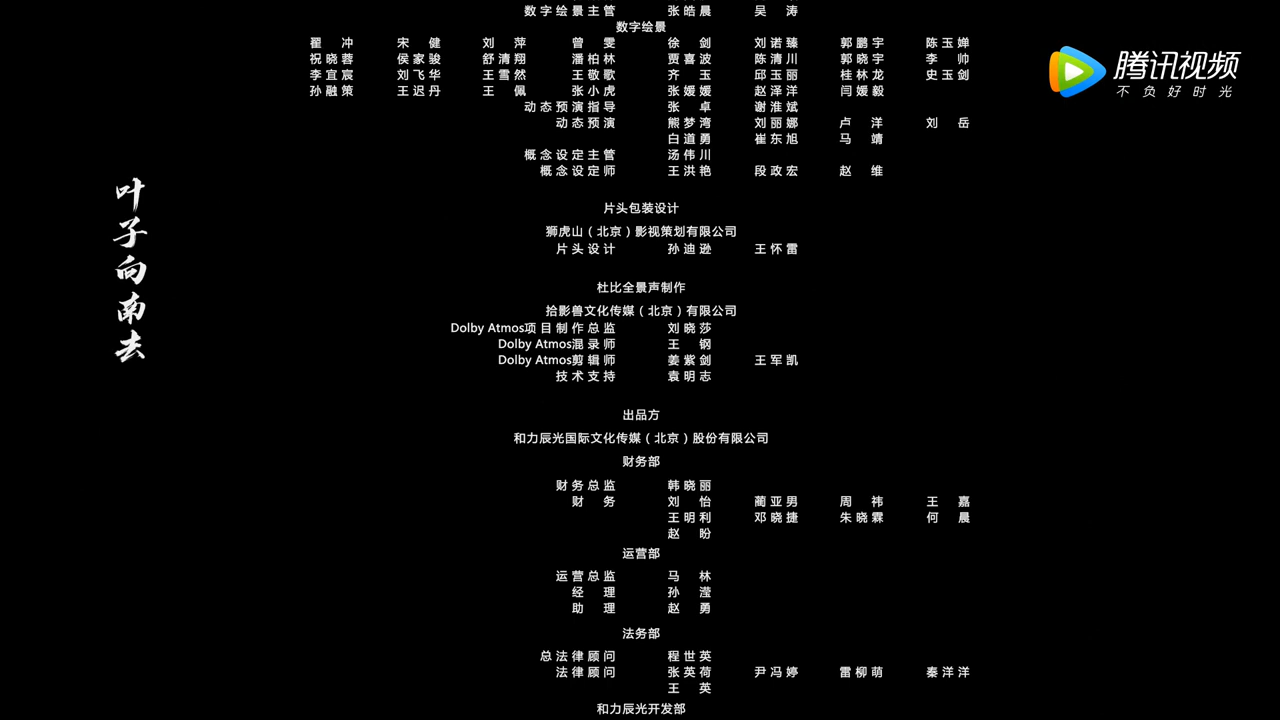 数字绘景主管 张皓晨 吴涛
数字绘景
翟冲 宋健 刘萍 曾雯 徐剑 刘诺臻 郭鹏宇 陈玉婵
祝晓蓉 侯家骏 舒清翔 潘柏林 贾喜波 陈清川 郭晓宇 李帅
李宜宸 刘飞华 王雪然 王敬歌 齐玉 邱玉丽 桂林龙 史玉剑
孙融策 王迟丹 王佩 张小虎 张媛媛 赵泽洋 闫媛毅
动态预演指导 张卓 谢淮斌
动态预演 熊梦湾 刘丽娜 卢洋 刘岳
白道勇 崔东旭 马靖
概念设定主管 汤伟川
概念设定师 王洪艳 段政宏 赵维
片头包装设计
狮虎山（北京）影视策划有限公司
片头设计 孙迪逊 王怀雷
杜比全景声制作
拾影兽文化传媒（北京）有限公司
Dolby Atmos项目制作总监 刘晓莎
Dolby Atmos混录师 王钢
Dolby Atmos剪辑师 姜紫剑 王军凯
技术支持 袁明志
出品方
和力辰光国际文化传媒（北京）股份有限公司
财务部
财务总监 韩晓丽
财务 刘怡 蔺亚男 周祎 王嘉
王明利 邓晓捷 朱晓霖 何晨
赵盼
运营部
运营总监 马林
经理 孙滢
助理 赵勇
法务部
总法律顾问 程世英
法律顾问 张英荷 尹冯婷 雷柳萌 秦洋洋
王英
和力辰光开发部
叶子向南去
腾讯视频
不负好时光